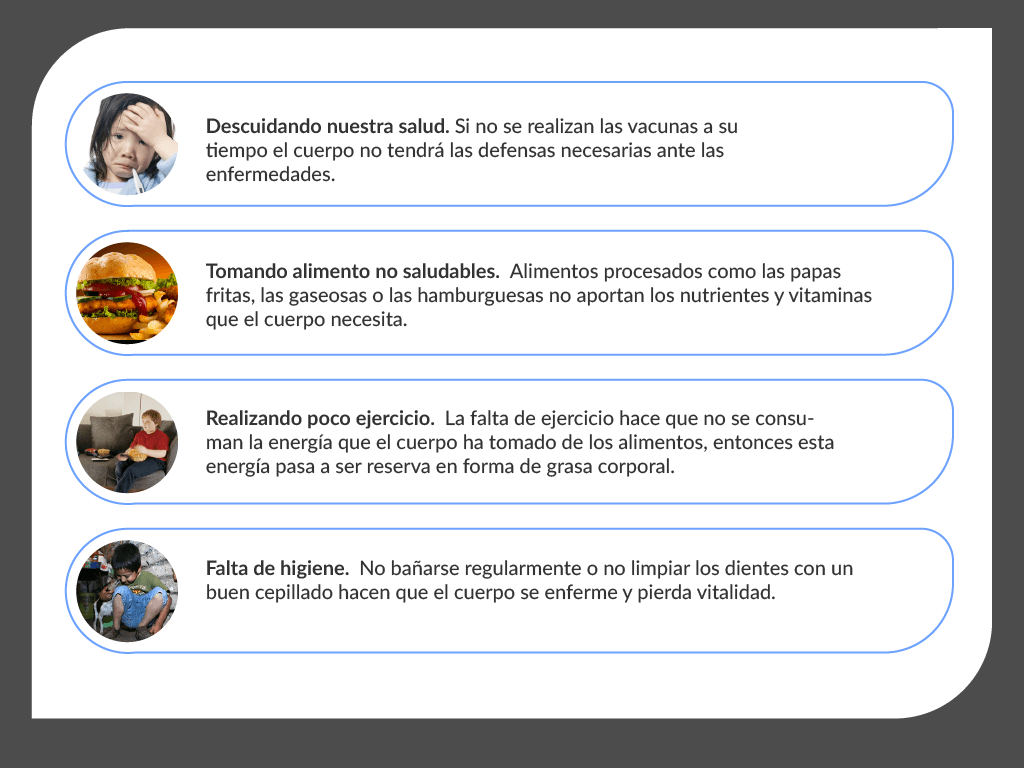 Descuidando nuestra salud. Si no se realizan las vacunas a su
tiempo el cuerpo no tendrá las defensas necesarias ante las
enfermedades.
Tomando alimento no saludables.  Alimentos procesados como las papas
fritas, las gaseosas o las hamburguesas no aportan los nutrientes y vitaminas
que el cuerpo necesita.
Realizando poco ejercicio.  La falta de ejercicio hace que no se consu-
man la energía que el cuerpo ha tomado de los alimentos, entonces esta
energía pasa a ser reserva en forma de grasa corporal.
Falta de higiene.  No bañarse regularmente o no limpiar los dientes con un
buen cepillado hacen que el cuerpo se enferme y pierda vitalidad.